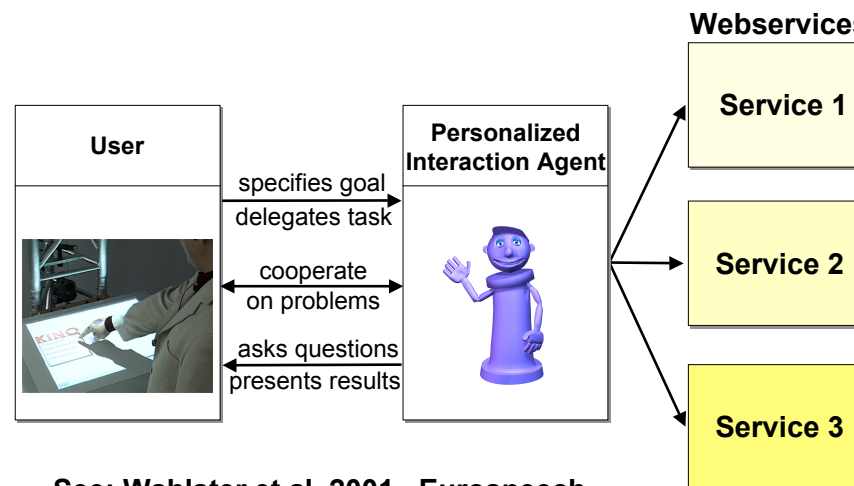 Webservices
User
specifies goal
delegates task
cooperate
on problems
asks questions
presents results
Personalized
Interaction Agent
Service 1
Service 2
Service 3
KINO